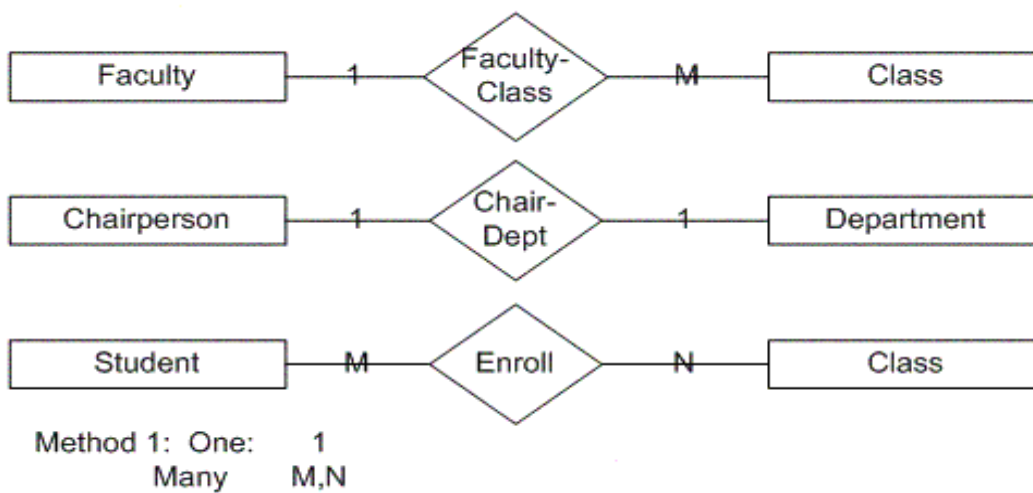 Faculty 1 Faculty- M Class
Class
Chairperson 1 Chair- 1 Department
Dept
Student M Enroll N Class
Method 1: One: 1
Many M,N